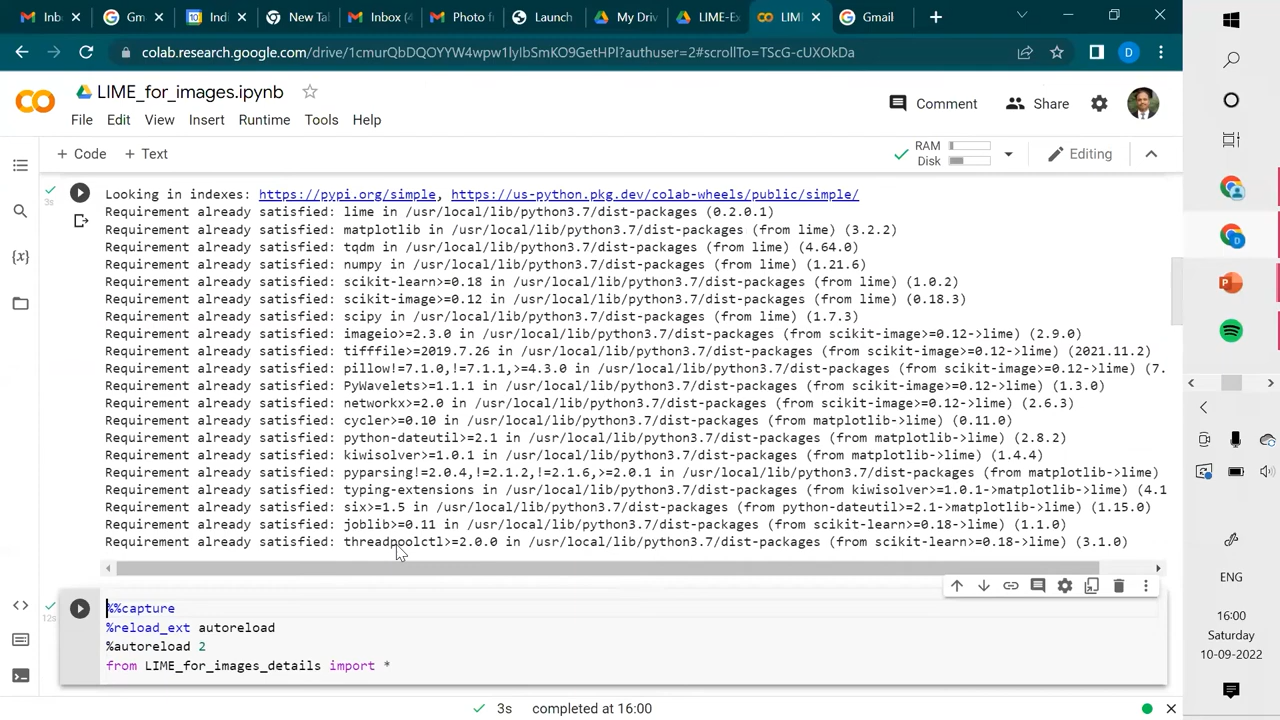 Inb
Gm
10
Indi
New Tal
Inbox (4
Photo f
Launch
My Driv
LIME-Ex
LIM
Gmail
colab.research.google.com/drive/1cmurQbDQOYYW4wpw1lyIbSmKO9GetHPI?authuser=2#scrollTo=TScG-cUXOkDa
D
LIME_for_images.ipynb
Comment
Share
File Edit View Insert Runtime Tools Help
+ Code + Text
RAM
Disk
Editing
3s
Looking in indexes: https://pypi.org/simple, https://us-python.pkg.dev/colab-wheels/public/simple/
Requirement already satisfied: lime in /usr/local/lib/python3.7/dist-packages (0.2.0.1)
Requirement already satisfied: matplotlib in /usr/local/lib/python3.7/dist-packages (from lime) (3.2.2)
Requirement already satisfied: tqdm in /usr/local/lib/python3.7/dist-packages (from lime) (4.64.0)
Requirement already satisfied: numpy in /usr/local/lib/python3.7/dist-packages (from lime) (1.21.6)
Requirement already satisfied: scikit-learn>=0.18 in /usr/local/lib/python3.7/dist-packages (from lime) (1.0.2)
Requirement already satisfied: scikit-image>=0.12 in /usr/local/lib/python3.7/dist-packages (from lime) (0.18.3)
Requirement already satisfied: scipy in /usr/local/lib/python3.7/dist-packages (from lime) (1.7.3)
Requirement already satisfied: imageio>=2.3.0 in /usr/local/lib/python3.7/dist-packages (from scikit-image>=0.12->lime) (2.9.0)
Requirement already satisfied: tifffile>=2019.7.26 in /usr/local/lib/python3.7/dist-packages (from scikit-image>=0.12->lime) (2021.11.2)
Requirement already satisfied: pillow!=7.1.0,!=7.1.1,>=4.3.0 in /usr/local/lib/python3.7/dist-packages (from scikit-image>=0.12->lime) (7.
Requirement already satisfied: PyWavelets>=1.1.1 in /usr/local/lib/python3.7/dist-packages (from scikit-image>=0.12->lime) (1.3.0)
Requirement already satisfied: networkx>=2.0 in /usr/local/lib/python3.7/dist-packages (from scikit-image>=0.12->lime) (2.6.3)
Requirement already satisfied: cycler>=0.10 in /usr/local/lib/python3.7/dist-packages (from matplotlib->lime) (0.11.0)
Requirement already satisfied: python-dateutil>=2.1 in /usr/local/lib/python3.7/dist-packages (from matplotlib->lime) (2.8.2)
Requirement already satisfied: kiwisolver>=1.0.1 in /usr/local/lib/python3.7/dist-packages (from matplotlib->lime) (1.4.4)
Requirement already satisfied: pyparsing!=2.0.4,!=2.1.2,!=2.1.6,>=2.0.1 in /usr/local/lib/python3.7/dist-packages (from matplotlib->lime)
Requirement already satisfied: typing-extensions in /usr/local/lib/python3.7/dist-packages (from kiwisolver>=1.0.1->matplotlib->lime) (4.1
Requirement already satisfied: six>=1.5 in /usr/local/lib/python3.7/dist-packages (from python-dateutil>=2.1->matplotlib->lime) (1.15.0)
Requirement already satisfied: joblib>=0.11 in /usr/local/lib/python3.7/dist-packages (from scikit-learn>=0.18->lime) (1.1.0)
Requirement already satisfied: threadpoolctl>=2.0.0 in /usr/local/lib/python3.7/dist-packages (from scikit-learn>=0.18->lime) (3.1.0)
12s
%%capture
%reload_ext autoreload
%autoreload 2
from LIME_for_images_details import *
3s completed at 16:00
ENG
16:00
Saturday
10-09-2022